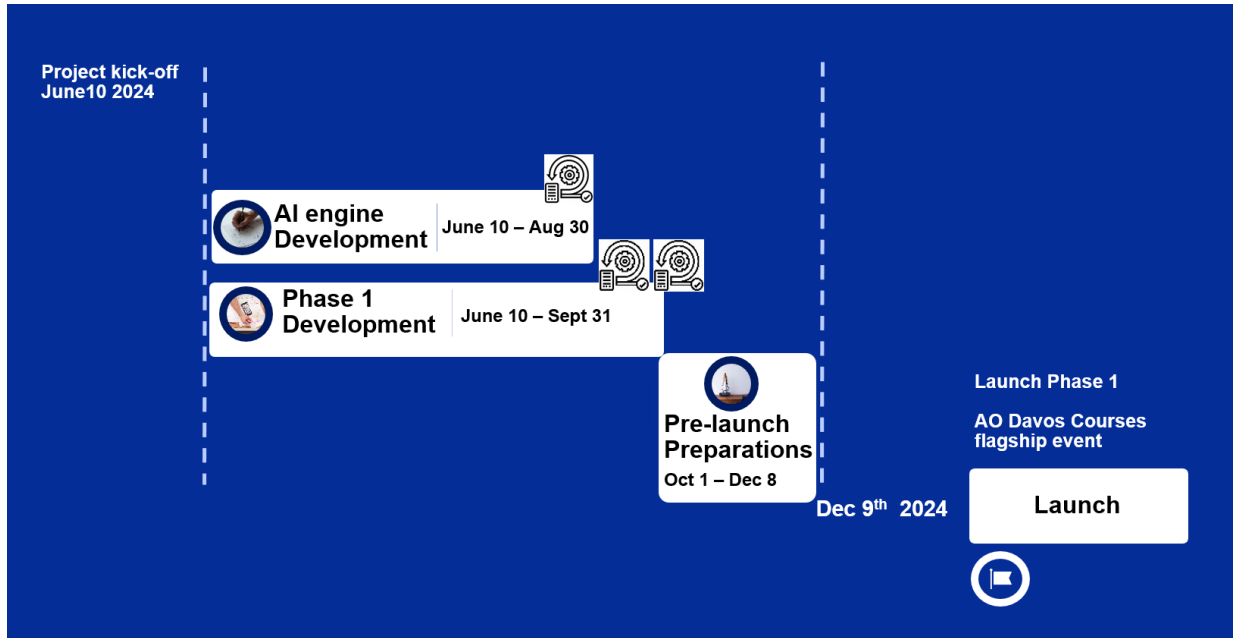 Project kick-off
June10 2024
AI engine
Development
June 10 – Aug 30
Phase 1
Development
June 10 – Sept 31
Pre-launch
Preparations
Oct 1 – Dec 8
Launch Phase 1
AO Davos Courses
flagship event
Dec 9th 2024
Launch